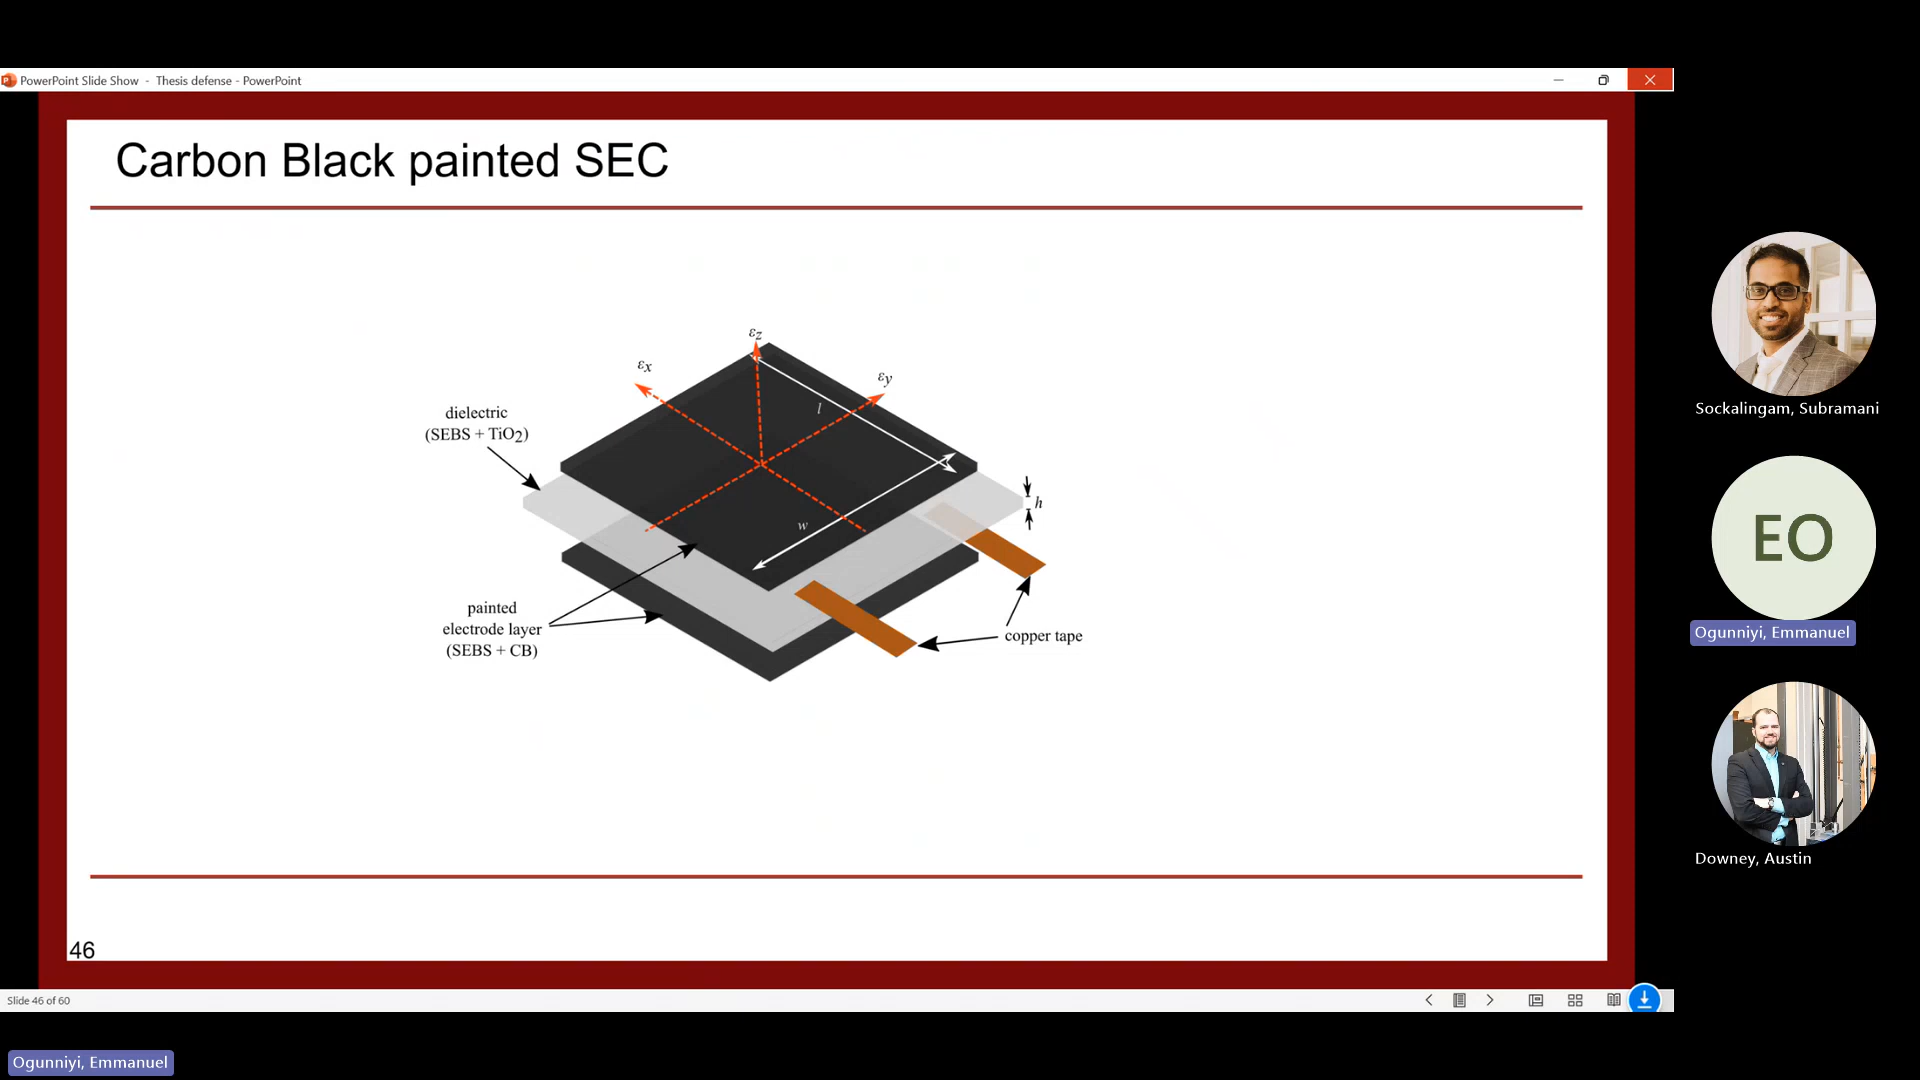 PowerPoint Slide Show - Thesis defense - PowerPoint
Carbon Black painted SEC
εz
εx
εy
l
dielectric
(SEBS + TiO2)
h
w
painted
electrode layer
(SEBS + CB)
copper tape
46
Slide 46 of 60
Sockalingam, Subramani
EO
Ogunniyi, Emmanuel
Downey, Austin
Ogunniyi, Emmanuel